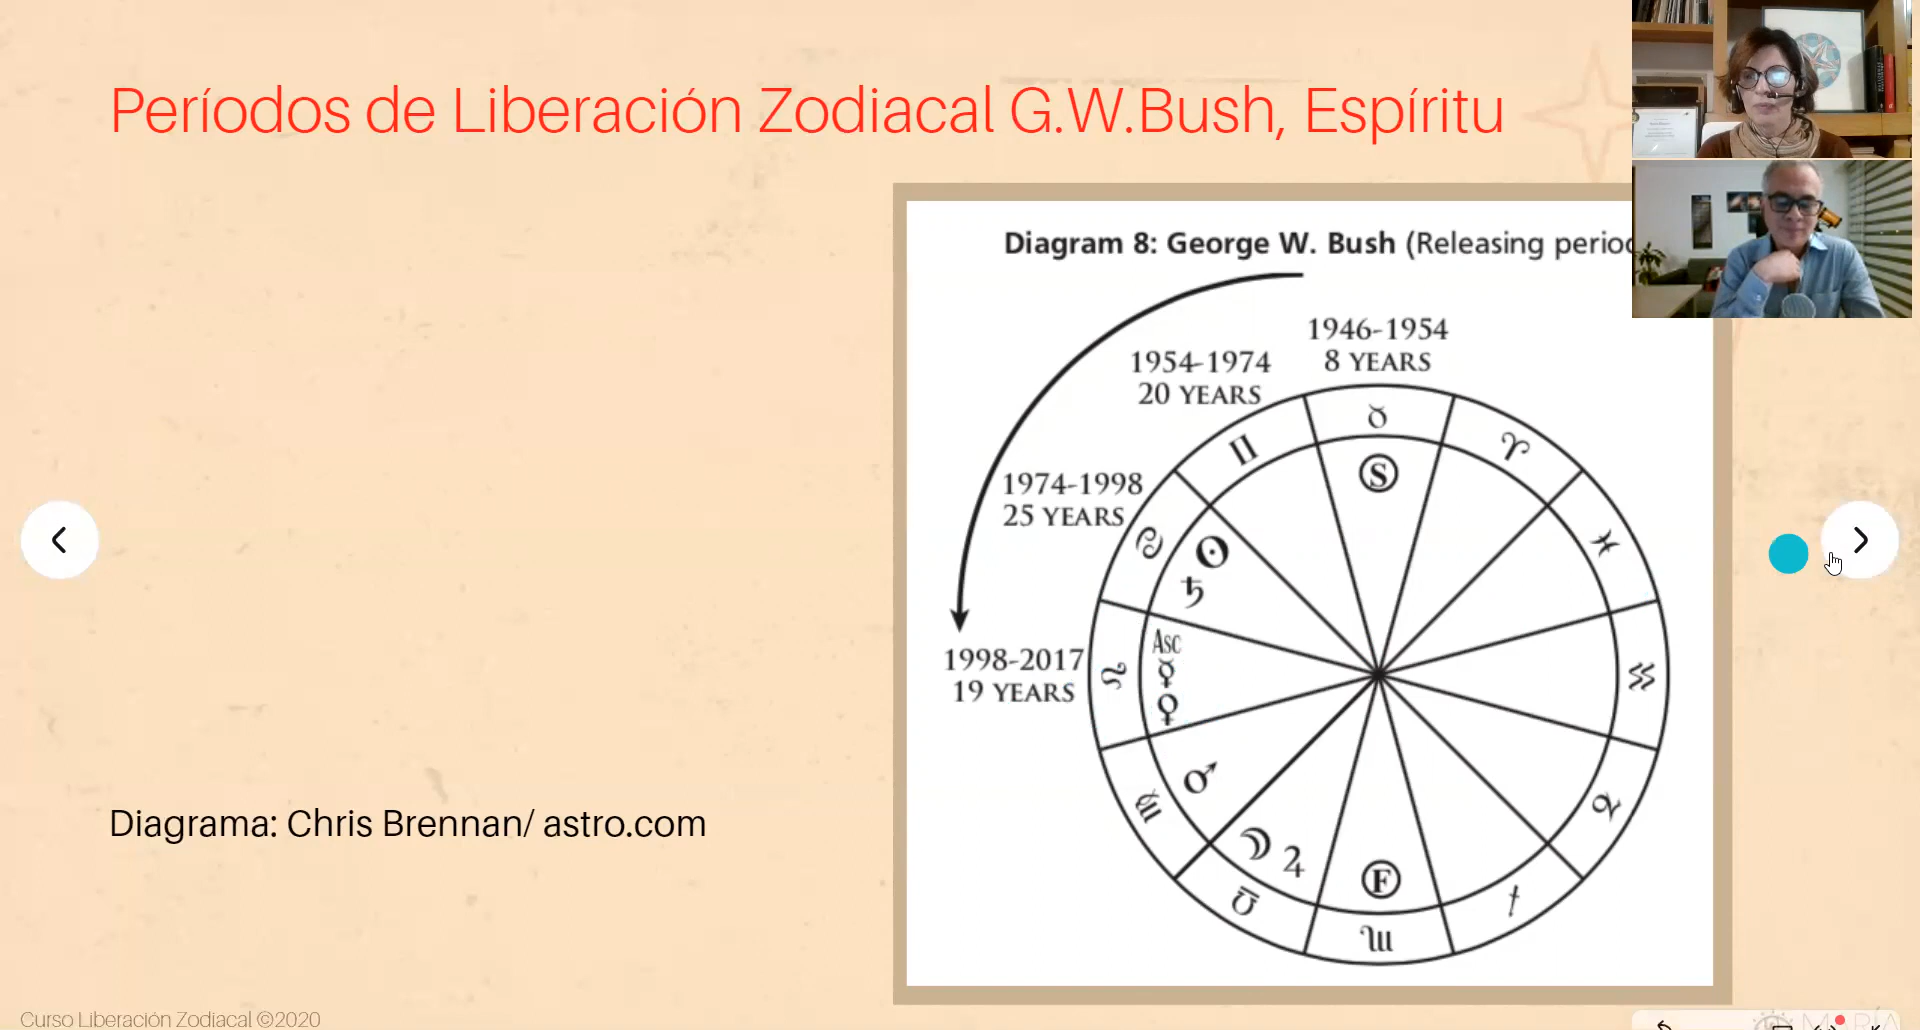 Períodos de Liberación Zodiacal G.W.Bush, Espíritu
Diagram 8: George W. Bush (Releasing
1946-1954
8 YEARS
1954-1974
20 YEARS
1974-1998
25 YEARS
1998-2017
19 YEARS
S
Asc
F
Diagrama: Chris Brennan/ astro.com
Curso Liberación Zodiacal ©2020